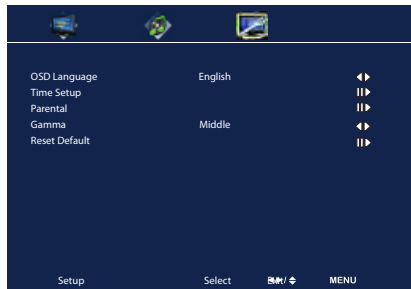 OSD Language English
Time Setup
Parental
Gamma Middle
Reset Default
Setup Select MENU